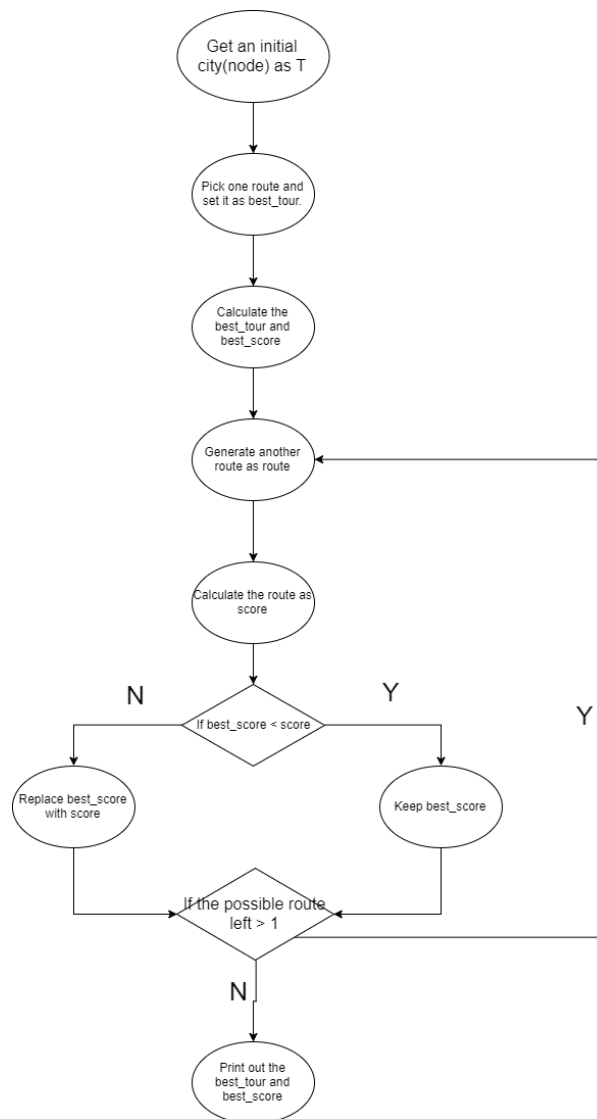 Get an initial
city(node) as T
Pick one route and
set it as best_tour.
Calculate the
best_tour and
best_score
Generate another
route as route
Calculate the route as
score
N
Y
Y
If best_score < score
Replace best_score
with score
Keep best_score
If the possible route
left > 1
N
Print out the
best_tour and
best_score